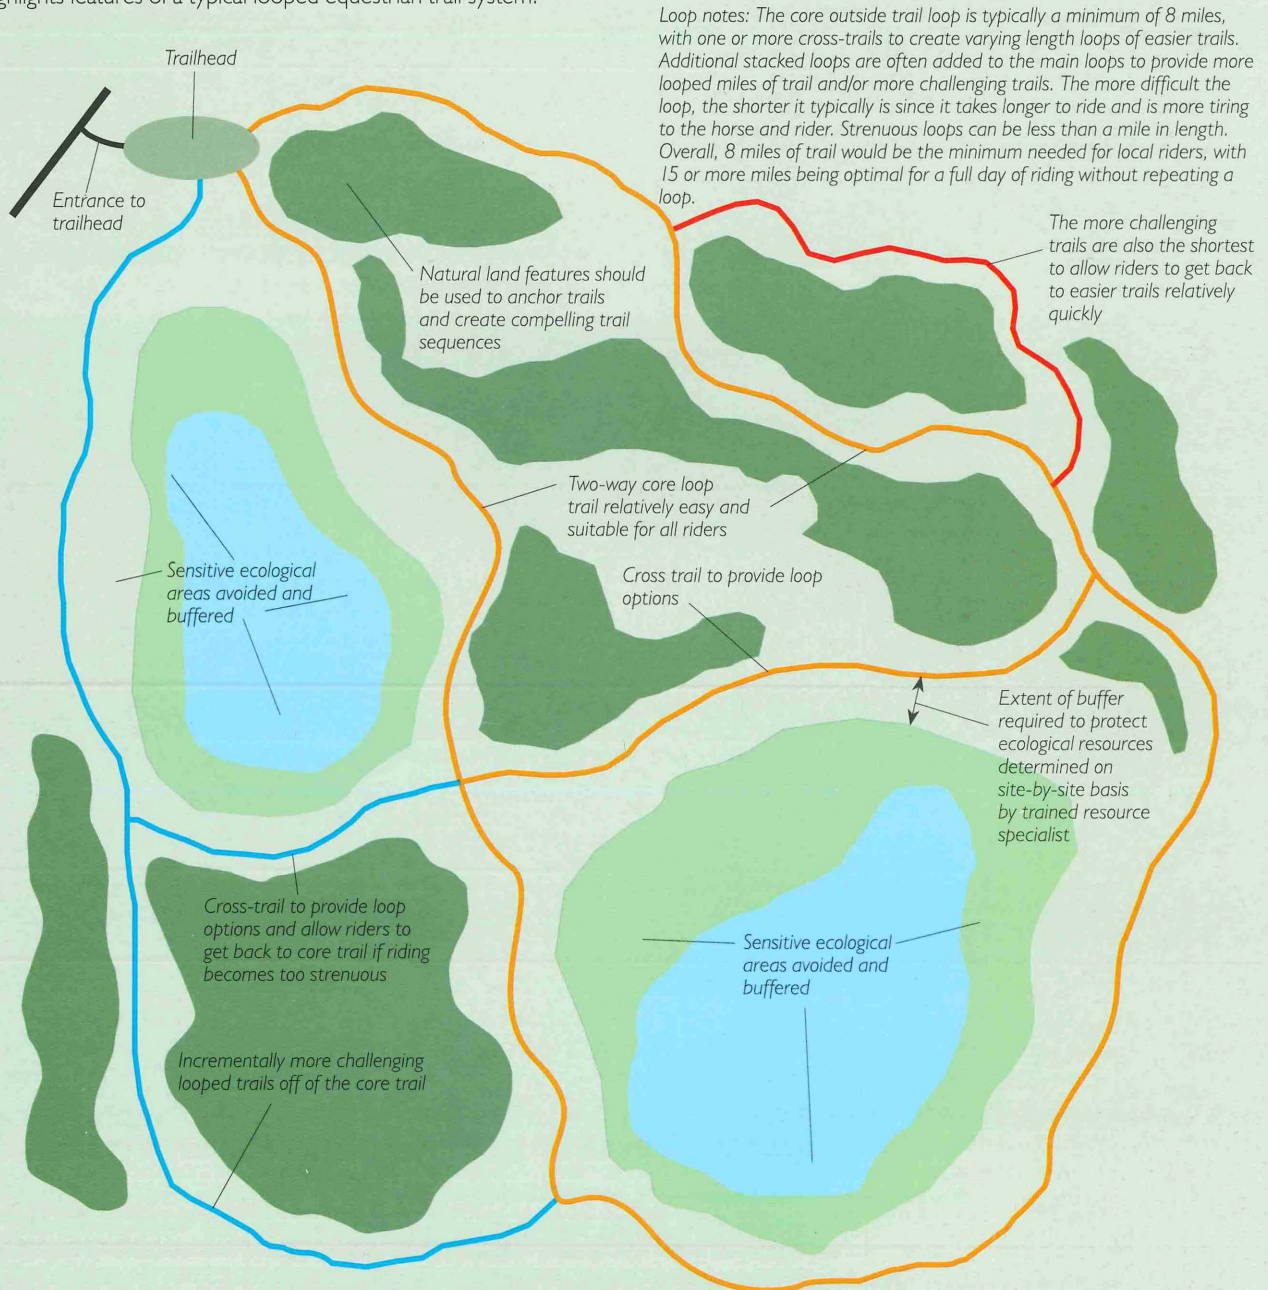 highlights features of a typical looped equestrian trail system.
Loop notes: The core outside trail loop is typically a minimum of 8 miles,
with one or more cross-trails to create varying length loops of easier trails.
Additional stacked loops are often added to the main loops to provide more
looped miles of trail and/or more challenging trails. The more difficult the
loop, the shorter it typically is since it takes longer to ride and is more tiring
to the horse and rider. Strenuous loops can be less than a mile in length.
Overall, 8 miles of trail would be the minimum needed for local riders, with
15 or more miles being optimal for a full day of riding without repeating a
loop.
Trailhead
Entrance to
trailhead
The more challenging
trails are also the shortest
to allow riders to get back
to easier trails relatively
quickly
Natural land features should
be used to anchor trails
and create compelling trail
sequences
Two-way core loop
trail relatively easy and
suitable for all riders
Sensitive ecological
areas avoided and
buffered
Cross trail to provide loop
options
Extent of buffer
required to protect
ecological resources
determined on
site-by-site basis
by trained resource
specialist
Cross-trail to provide loop
options and allow riders to
get back to core trail if riding
becomes too strenuous
Sensitive ecological
areas avoided and
buffered
Incrementally more challenging
looped trails off of the core trail